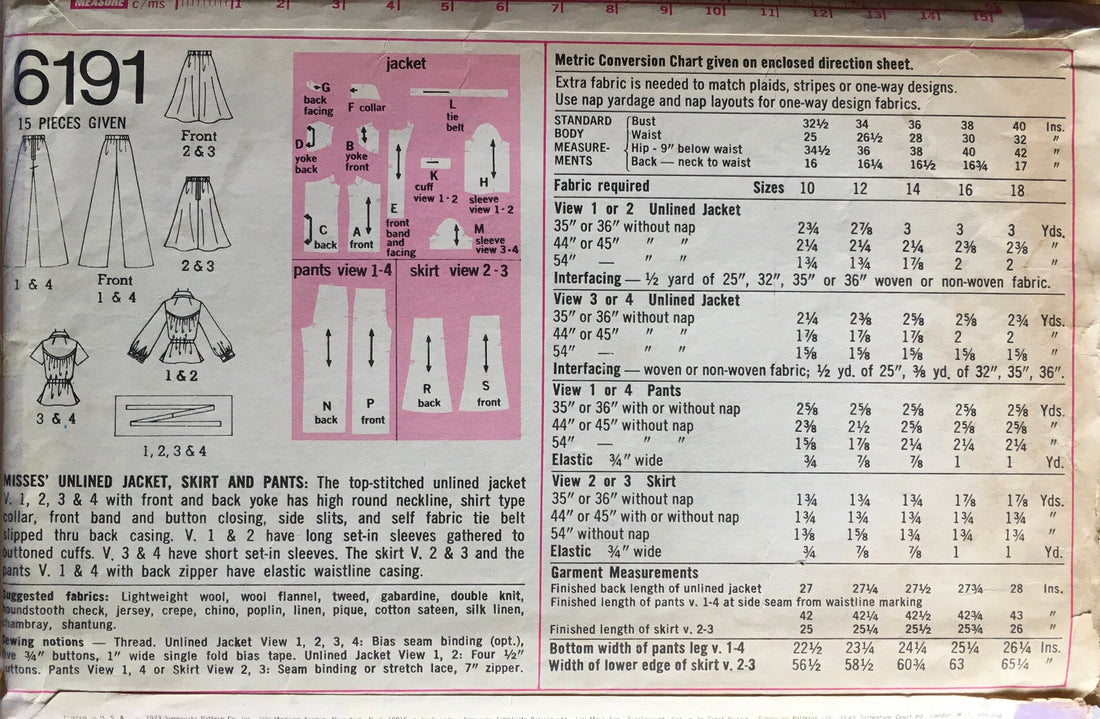 MEASURE c/ms 1 2 3 4 5 6 7 8 9 10 11 12 13 14 15
6191
15 PIECES GIVEN
Front
2 & 3
2 & 3
1 & 4
Front
1 & 4
1 & 2
3 & 4
1, 2, 3 & 4
jacket
G
back
facing
F collar
L
tie
belt
D
yoke
back
B
yoke
front
K
cuff
view 1-2
H
sleeve
view 1-2
C
back
A
front
E
front
band
and
facing
M
sleeve
view 3-4
pants view 1-4
skirt view 2-3
N
back
P
front
R
back
S
front
MISSES' UNLINED JACKET, SKIRT AND PANTS: The top-stitched unlined jacket
V. 1, 2, 3 & 4 with front and back yoke has high round neckline, shirt type
collar, front band and button closing, side slits, and self fabric tie belt
slipped thru back casing. V. 1 & 2 have long set-in sleeves gathered to
buttoned cuffs. V. 3 & 4 have short set-in sleeves. The skirt V. 2 & 3 and the
pants V. 1 & 4 with back zipper have elastic waistline casing.
Suggested fabrics: Lightweight wool, wool flannel, tweed, gabardine, double knit,
houndstooth check, jersey, crepe, chino, poplin, linen, pique, cotton sateen, silk linen,
chambray, shantung.
Sewing notions — Thread. Unlined Jacket View 1, 2, 3, 4: Bias seam binding (opt.),
five ¾" buttons, 1" wide single fold bias tape. Unlined Jacket View 1, 2: Four ½"
buttons. Pants View 1, 4 or Skirt View 2, 3: Seam binding or stretch lace, 7" zipper.
Metric Conversion Chart given on enclosed direction sheet.
Extra fabric is needed to match plaids, stripes or one-way designs.
Use nap yardage and nap layouts for one-way design fabrics.
STANDARD Bust 32½ 34 36 38 40 Ins.
BODY Waist 25 26½ 28 30 32 "
MEASURE- Hip - 9" below waist 34½ 36 38 40 42 "
MENTS Back — neck to waist 16 16¼ 16½ 16¾ 17 "
Fabric required Sizes 10 12 14 16 18
View 1 or 2 Unlined Jacket
35" or 36" without nap 2¾ 2⅞ 3 3 3 Yds.
44" or 45" " " 2¼ 2¼ 2¼ 2⅜ 2⅜ "
54" — " " 1¾ 1¾ 1⅞ 2 2 "
Interfacing — ½ yard of 25", 32", 35" or 36" woven or non-woven fabric.
View 3 or 4 Unlined Jacket
35" or 36" without nap 2¼ 2⅜ 2⅝ 2⅝ 2¾ Yds.
44" or 45" " " 1⅞ 1⅞ 1⅞ 2 2 "
54" — " " 1⅝ 1⅝ 1⅝ 1⅝ 1⅝ "
Interfacing — woven or non-woven fabric; ½ yd. of 25", ⅜ yd. of 32", 35", 36".
View 1 or 4 Pants
35" or 36" with or without nap 2⅝ 2⅝ 2⅝ 2⅝ 2⅝ Yds.
44" or 45" without nap 2⅜ 2½ 2⅝ 2⅝ 2⅝ "
54" — " " 1⅝ 1⅞ 2¼ 2¼ 2¼ "
Elastic ¾" wide ¾ ⅞ ⅞ 1 1 Yd.
View 2 or 3 Skirt
35" or 36" without nap 1¾ 1¾ 1¾ 1⅞ 1⅞ Yds.
44" or 45" with or without nap 1¾ 1¾ 1¾ 1¾ 1¾ "
54" without nap 1⅜ 1⅝ 1¾ 1¾ 1¾ "
Elastic ¾" wide ¾ ⅞ ⅞ 1 1 Yd.
Garment Measurements
Finished back length of unlined jacket 27 27¼ 27½ 27¾ 28 Ins.
Finished length of pants v. 1-4 at side seam from waistline marking
42 42¼ 42½ 42¾ 43 "
Finished length of skirt v. 2-3 25 25¼ 25½ 25¾ 26 "
Bottom width of pants leg v. 1-4 22½ 23¼ 24¼ 25¼ 26¼ Ins.
Width of lower edge of skirt v. 2-3 56½ 58½ 60¾ 63 65¼ "